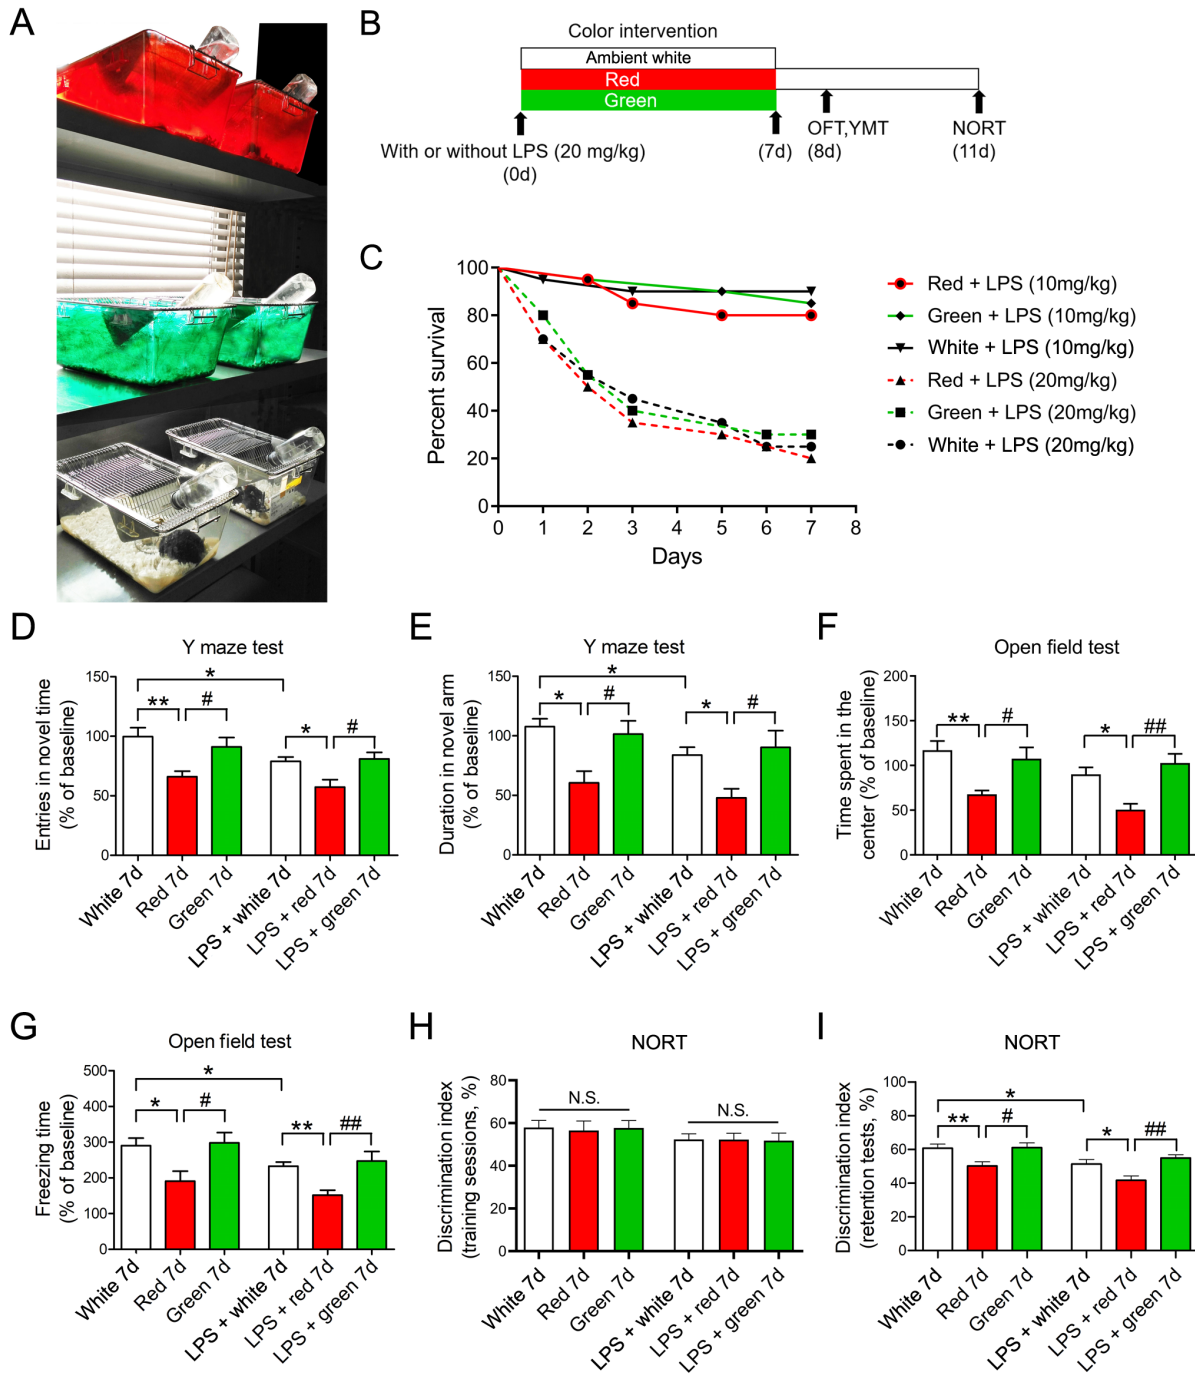 A
B
Color intervention
Ambient white
Red
Green
With or without LPS (20 mg/kg)
(0d)
(7d)
OFT,YMT
(8d)
NORT
(11d)
C
Percent survival
100
80
60
40
20
0
0 1 2 3 4 5 6 7 8
Days
Red + LPS (10mg/kg)
Green + LPS (10mg/kg)
White + LPS (10mg/kg)
Red + LPS (20mg/kg)
Green + LPS (20mg/kg)
White + LPS (20mg/kg)
D
Y maze test
Entries in novel time
(% of baseline)
150
100
50
0
*
** #
* #
White 7d
Red 7d
Green 7d
LPS + white 7d
LPS + red 7d
LPS + green 7d
E
Y maze test
Duration in novel arm
(% of baseline)
150
100
50
0
*
* #
* #
White 7d
Red 7d
Green 7d
LPS + white 7d
LPS + red 7d
LPS + green 7d
F
Open field test
Time spent in the
center (% of baseline)
200
150
100
50
0
** #
* ##
White 7d
Red 7d
Green 7d
LPS + white 7d
LPS + red 7d
LPS + green 7d
G
Open field test
Freezing time
(% of baseline)
500
400
300
200
100
0
*
* #
** ##
White 7d
Red 7d
Green 7d
LPS + white 7d
LPS + red 7d
LPS + green 7d
H
NORT
Discrimination index
(training sessions, %)
80
60
40
20
0
N.S.
N.S.
White 7d
Red 7d
Green 7d
LPS + white 7d
LPS + red 7d
LPS + green 7d
I
NORT
Discrimination index
(retention tests, %)
100
80
60
40
20
0
*
** #
* ##
White 7d
Red 7d
Green 7d
LPS + white 7d
LPS + red 7d
LPS + green 7d